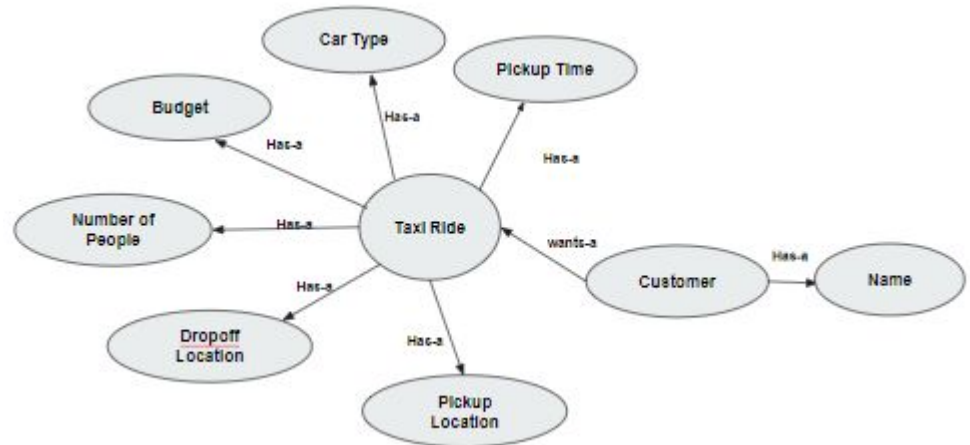 Car Type
Pickup Time
Budget
Has-a
Has-a
Has-a
Number of
People
Has-a
Taxi Ride
wants-a
Customer
Has-a
Name
Has-a
Dropoff
Location
Has-a
Pickup
Location